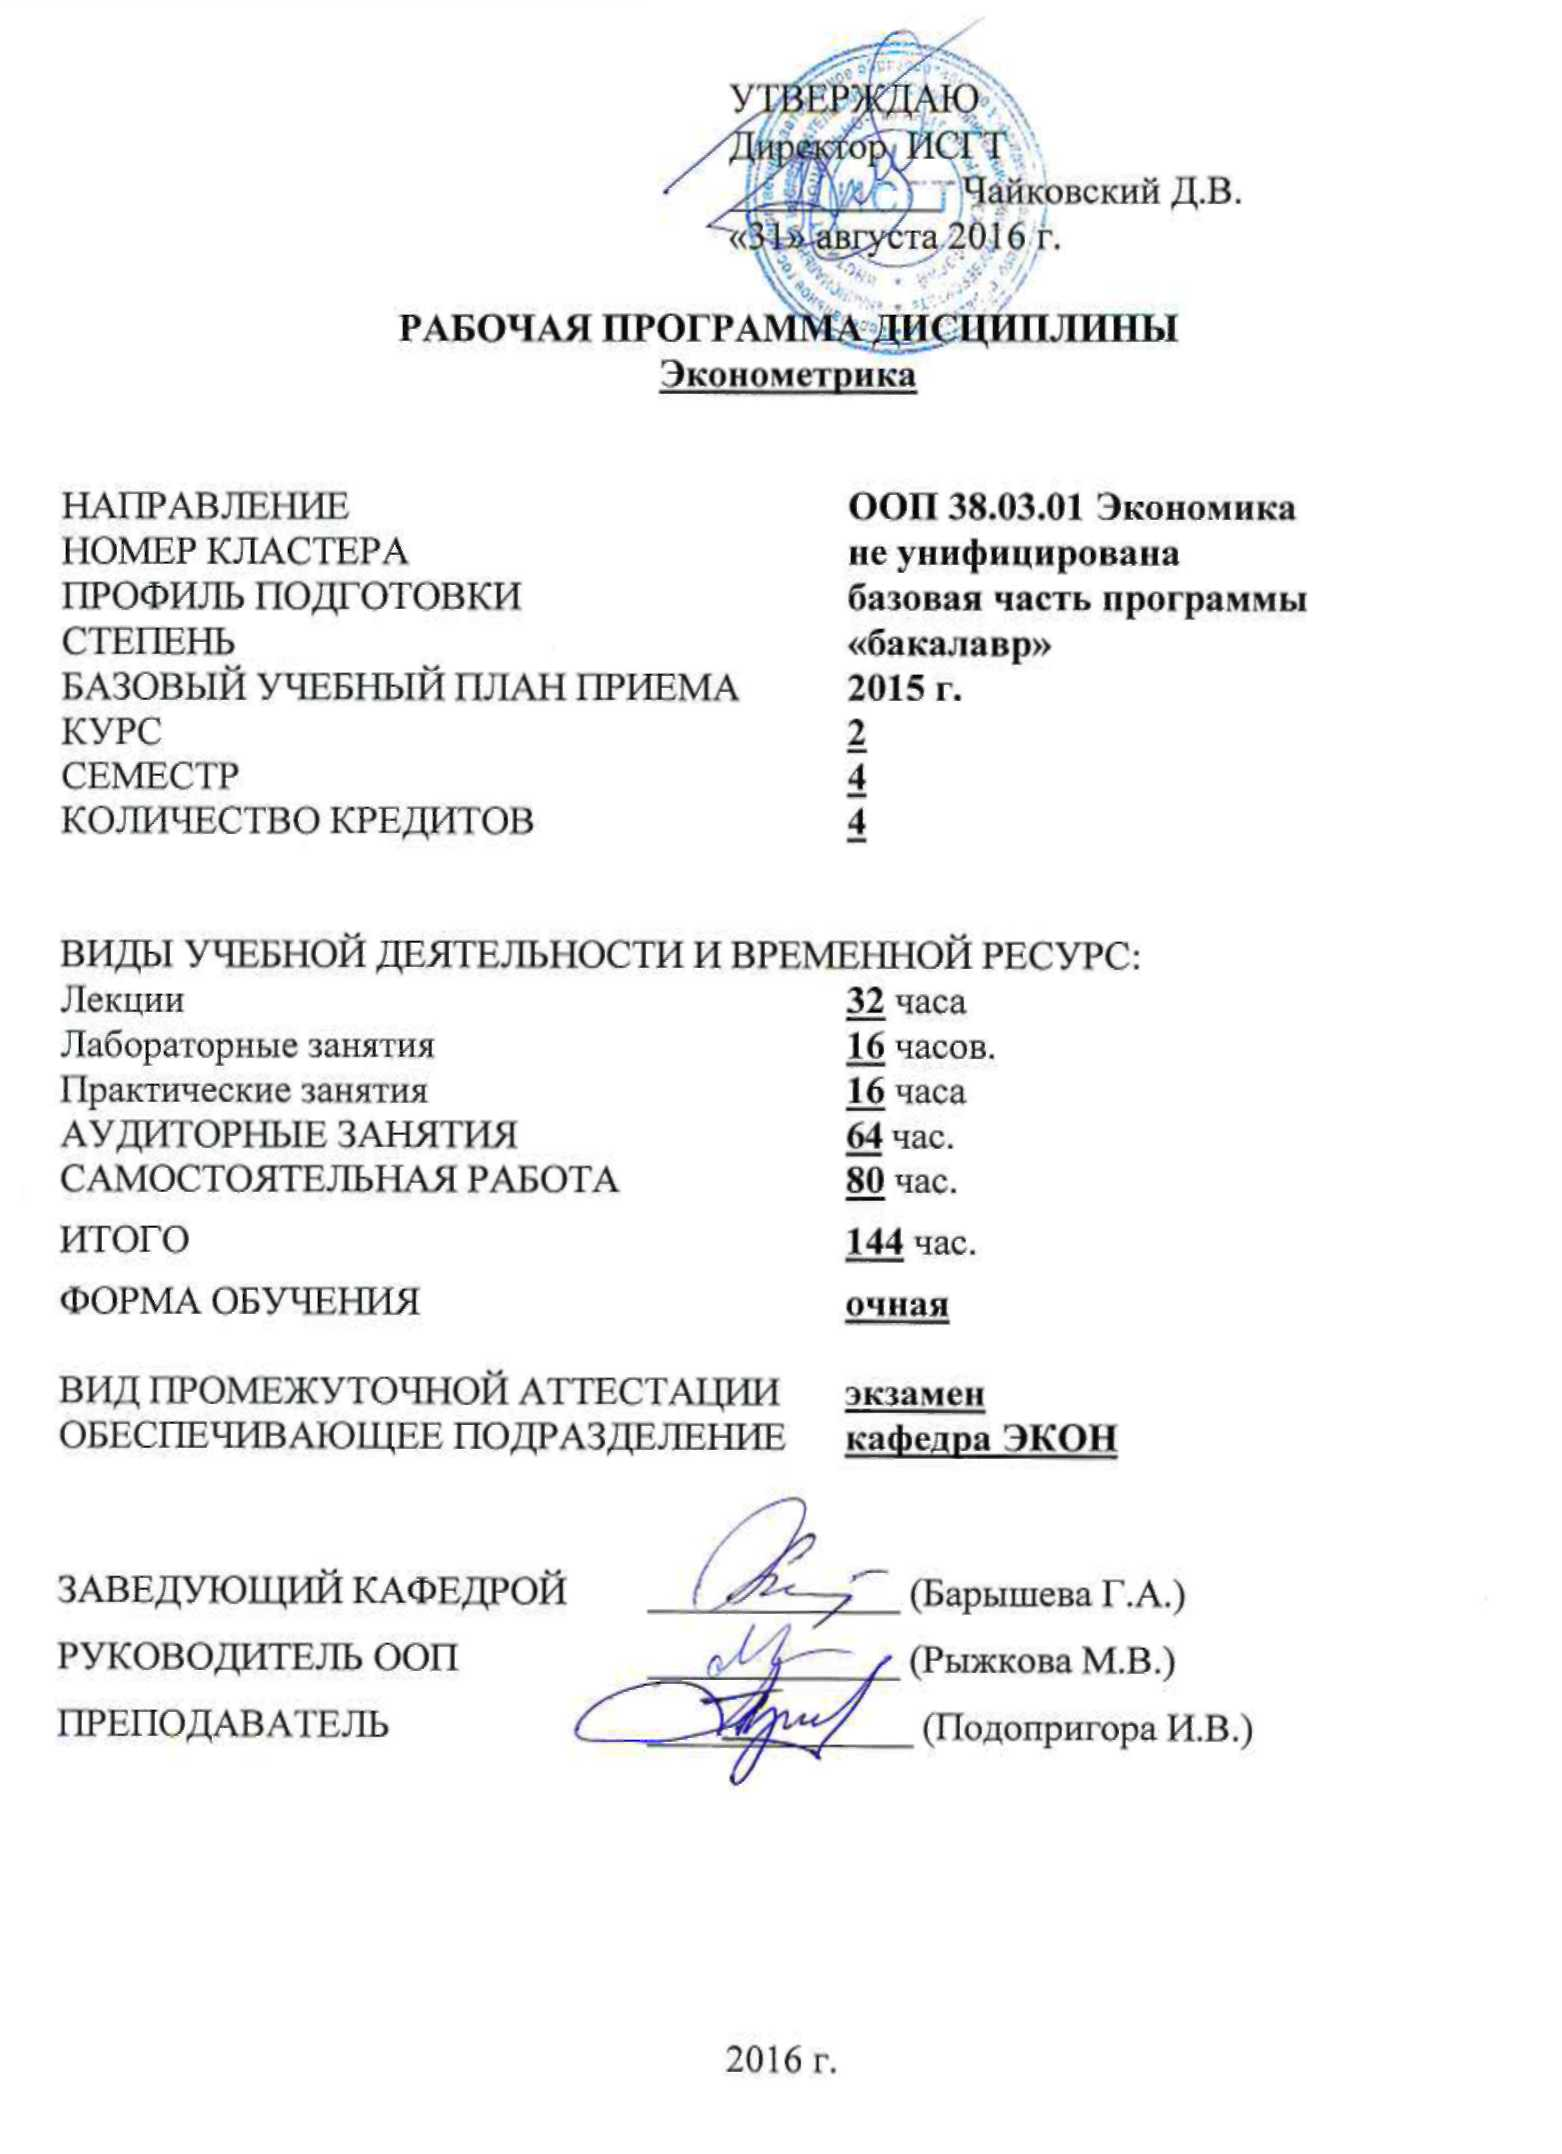 УТВЕРЖДАЮ
Директор ИСГТ
Чайковский Д.В.
«31» августа 2016 г.
РАБОЧАЯ ПРОГРАММА ДИСЦИПЛИНЫ
Эконометрика
НАПРАВЛЕНИЕ ООП 38.03.01 Экономика
НОМЕР КЛАСТЕРА не унифицирована
ПРОФИЛЬ ПОДГОТОВКИ базовая часть программы
СТЕПЕНЬ «бакалавр»
БАЗОВЫЙ УЧЕБНЫЙ ПЛАН ПРИЕМА 2015 г.
КУРС 2
СЕМЕСТР 4
КОЛИЧЕСТВО КРЕДИТОВ 4
ВИДЫ УЧЕБНОЙ ДЕЯТЕЛЬНОСТИ И ВРЕМЕННОЙ РЕСУРС:
Лекции 32 часа
Лабораторные занятия 16 часов.
Практические занятия 16 часа
АУДИТОРНЫЕ ЗАНЯТИЯ 64 час.
САМОСТОЯТЕЛЬНАЯ РАБОТА 80 час.
ИТОГО 144 час.
ФОРМА ОБУЧЕНИЯ очная
ВИД ПРОМЕЖУТОЧНОЙ АТТЕСТАЦИИ экзамен
ОБЕСПЕЧИВАЮЩЕЕ ПОДРАЗДЕЛЕНИЕ кафедра ЭКОН
ЗАВЕДУЮЩИЙ КАФЕДРОЙ (Барышева Г.А.)
РУКОВОДИТЕЛЬ ООП (Рыжкова М.В.)
ПРЕПОДАВАТЕЛЬ (Подопригора И.В.)
2016 г.